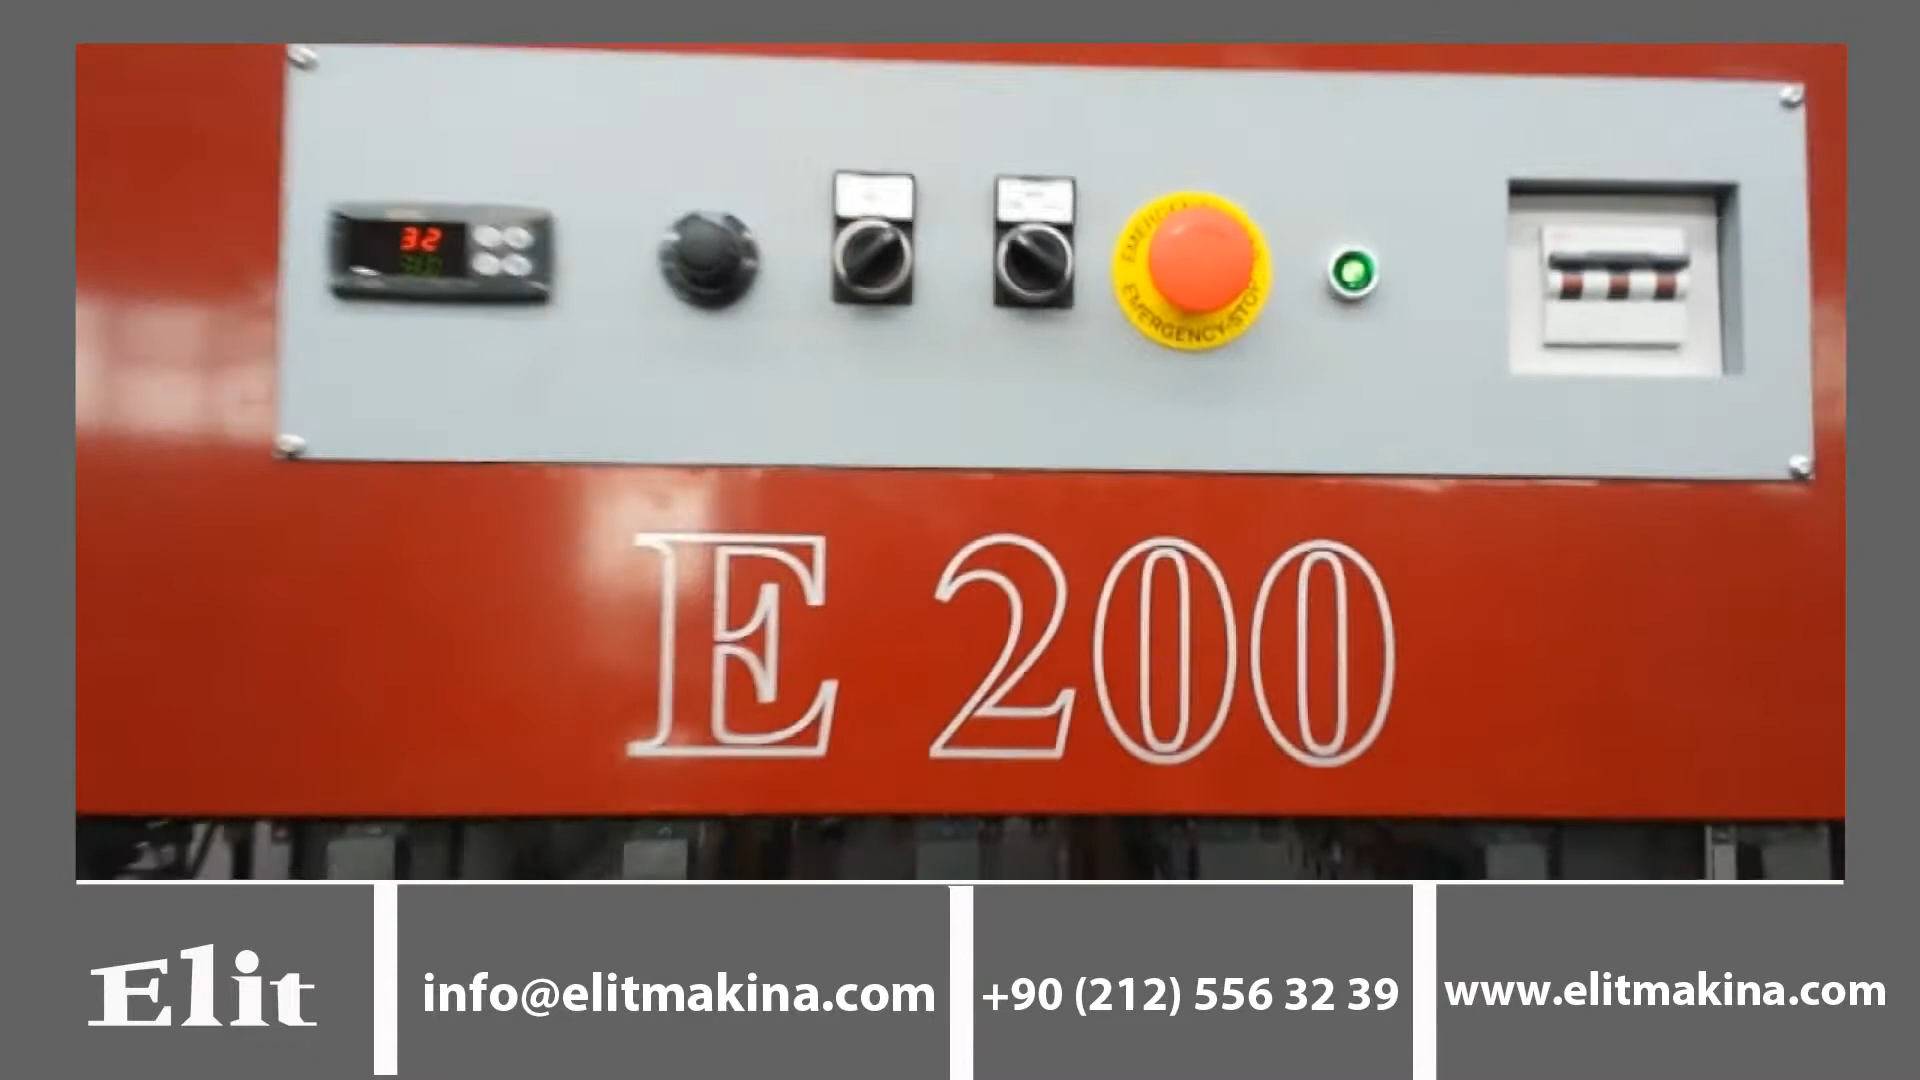 32
EMERGENCY-STOP
E 200
Elit
info@elitmakina.com
+90 (212) 556 32 39
www.elitmakina.com